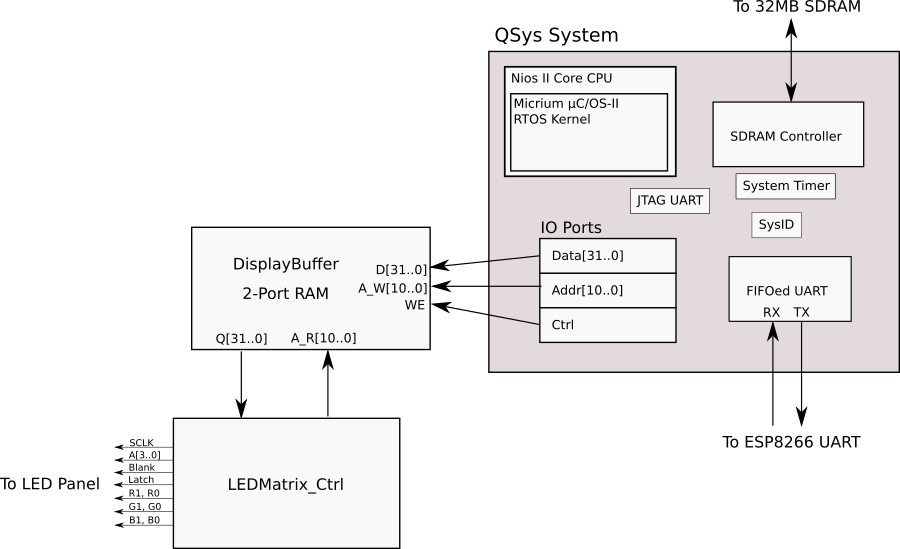 To 32MB SDRAM
QSys System
Nios II Core CPU
Micrium µC/OS-II
RTOS Kernel
SDRAM Controller
System Timer
JTAG UART
SysID
IO Ports
Data[31..0]
Addr[10..0]
Ctrl
FIFOed UART
RX TX
To ESP8266 UART
DisplayBuffer
2-Port RAM
D[31..0]
A_W[10..0]
WE
Q[31..0] A_R[10..0]
LEDMatrix_Ctrl
SCLK
A[3..0]
Blank
Latch
R1, R0
G1, G0
B1, B0
To LED Panel